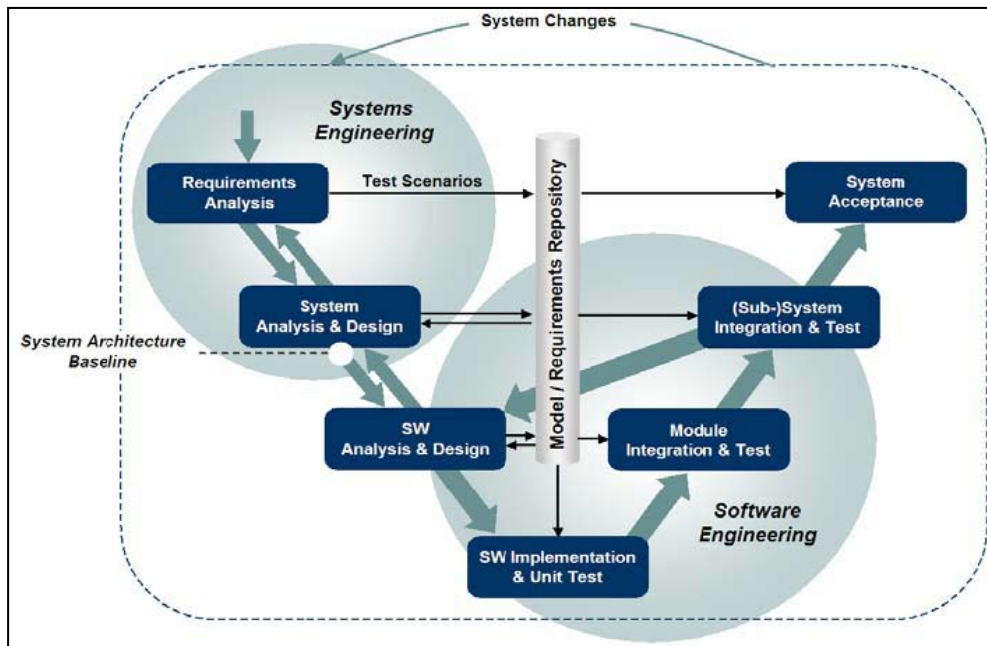 System Changes
Systems
Engineering
Requirements
Analysis
Test Scenarios
Model / Requirements Repository
System
Acceptance
System
Analysis & Design
(Sub-)System
Integration & Test
System Architecture
Baseline
SW
Analysis & Design
Module
Integration & Test
Software
Engineering
SW Implementation
& Unit Test